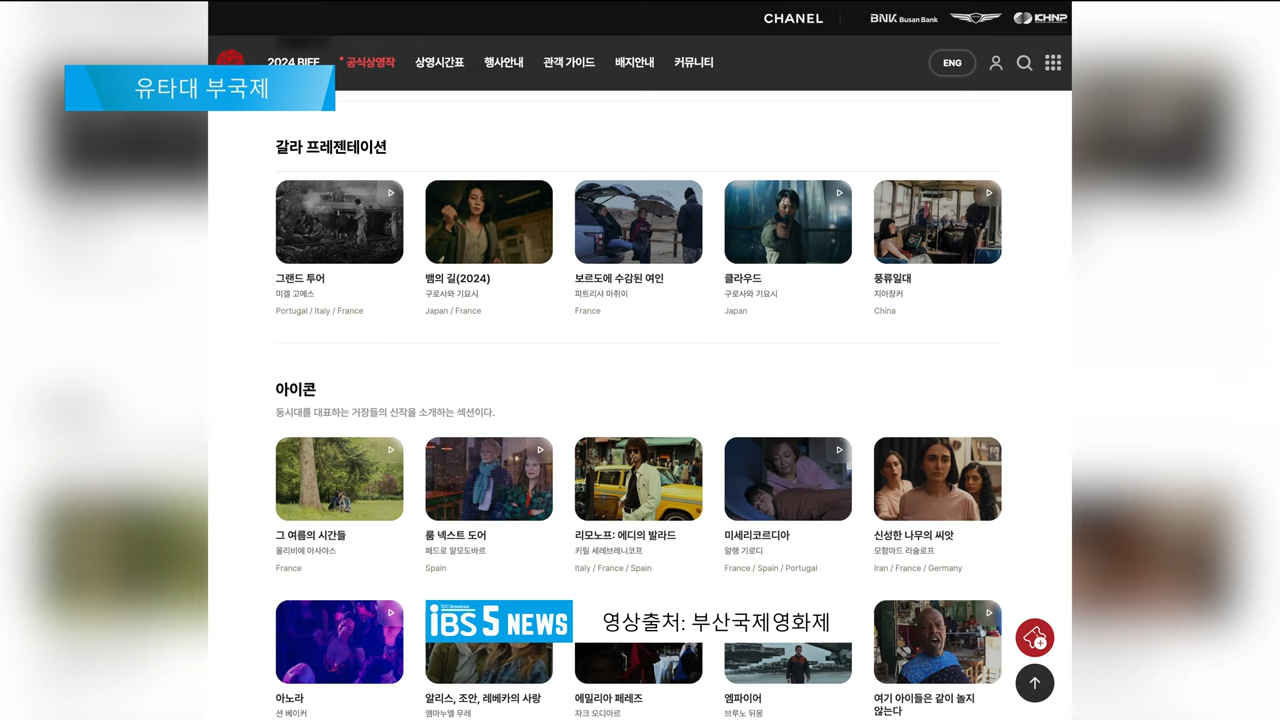 CHANEL
BNK Busan Bank
KHNP
2024 BIFF 공식상영작 상영시간표 행사안내 관객 가이드 배지안내 커뮤니티
ENG
유타대 부국제
갈라 프레젠테이션
그랜드 투어
미겔 고메스
Portugal / Italy / France
뱀의 길(2024)
구로사와 기요시
Japan / France
보르도에 수감된 여인
파트리샤 마쥐이
France
클라우드
구로사와 기요시
Japan
풍류일대
지아장커
China
아이콘
동시대를 대표하는 거장들의 신작을 소개하는 섹션이다.
그 여름의 시간들
올리비에 아사야스
France
룸 넥스트 도어
페드로 알모도바르
Spain
리모노프: 에디의 발라드
키릴 세레브레니코프
Italy / France / Spain
미세리코르디아
알랭 기로디
France / Spain / Portugal
신성한 나무의 씨앗
모함마드 라술로프
Iran / France / Germany
iBS 5 NEWS
영상출처: 부산국제영화제
아노라
션 베이커
알리스, 조안, 레베카의 사랑
엠마누엘 무레
에밀리아 페레즈
자크 오디아르
엠파이어
브루노 뒤몽
여기 아이들은 같이 놀지
않는다